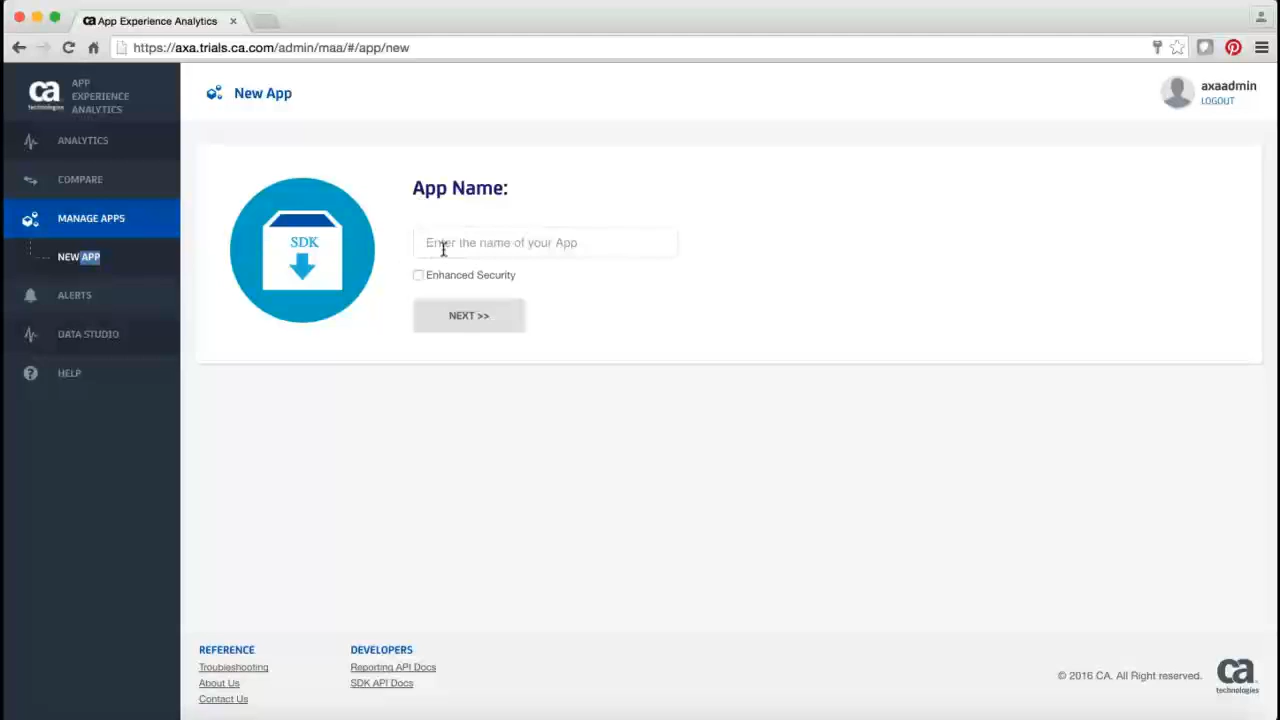 App Experience Analytics
https://axa.trials.ca.com/admin/maa/#/app/new
ca
technologies
APP
EXPERIENCE
ANALYTICS
ANALYTICS
COMPARE
MANAGE APPS
NEW APP
ALERTS
DATA STUDIO
HELP
New App
axaadmin
LOGOUT
SDK
App Name:
Enter the name of your App
Enhanced Security
NEXT >>
REFERENCE
Troubleshooting
About Us
Contact Us
DEVELOPERS
Reporting API Docs
SDK API Docs
© 2016 CA. All Right reserved.
ca
technologies